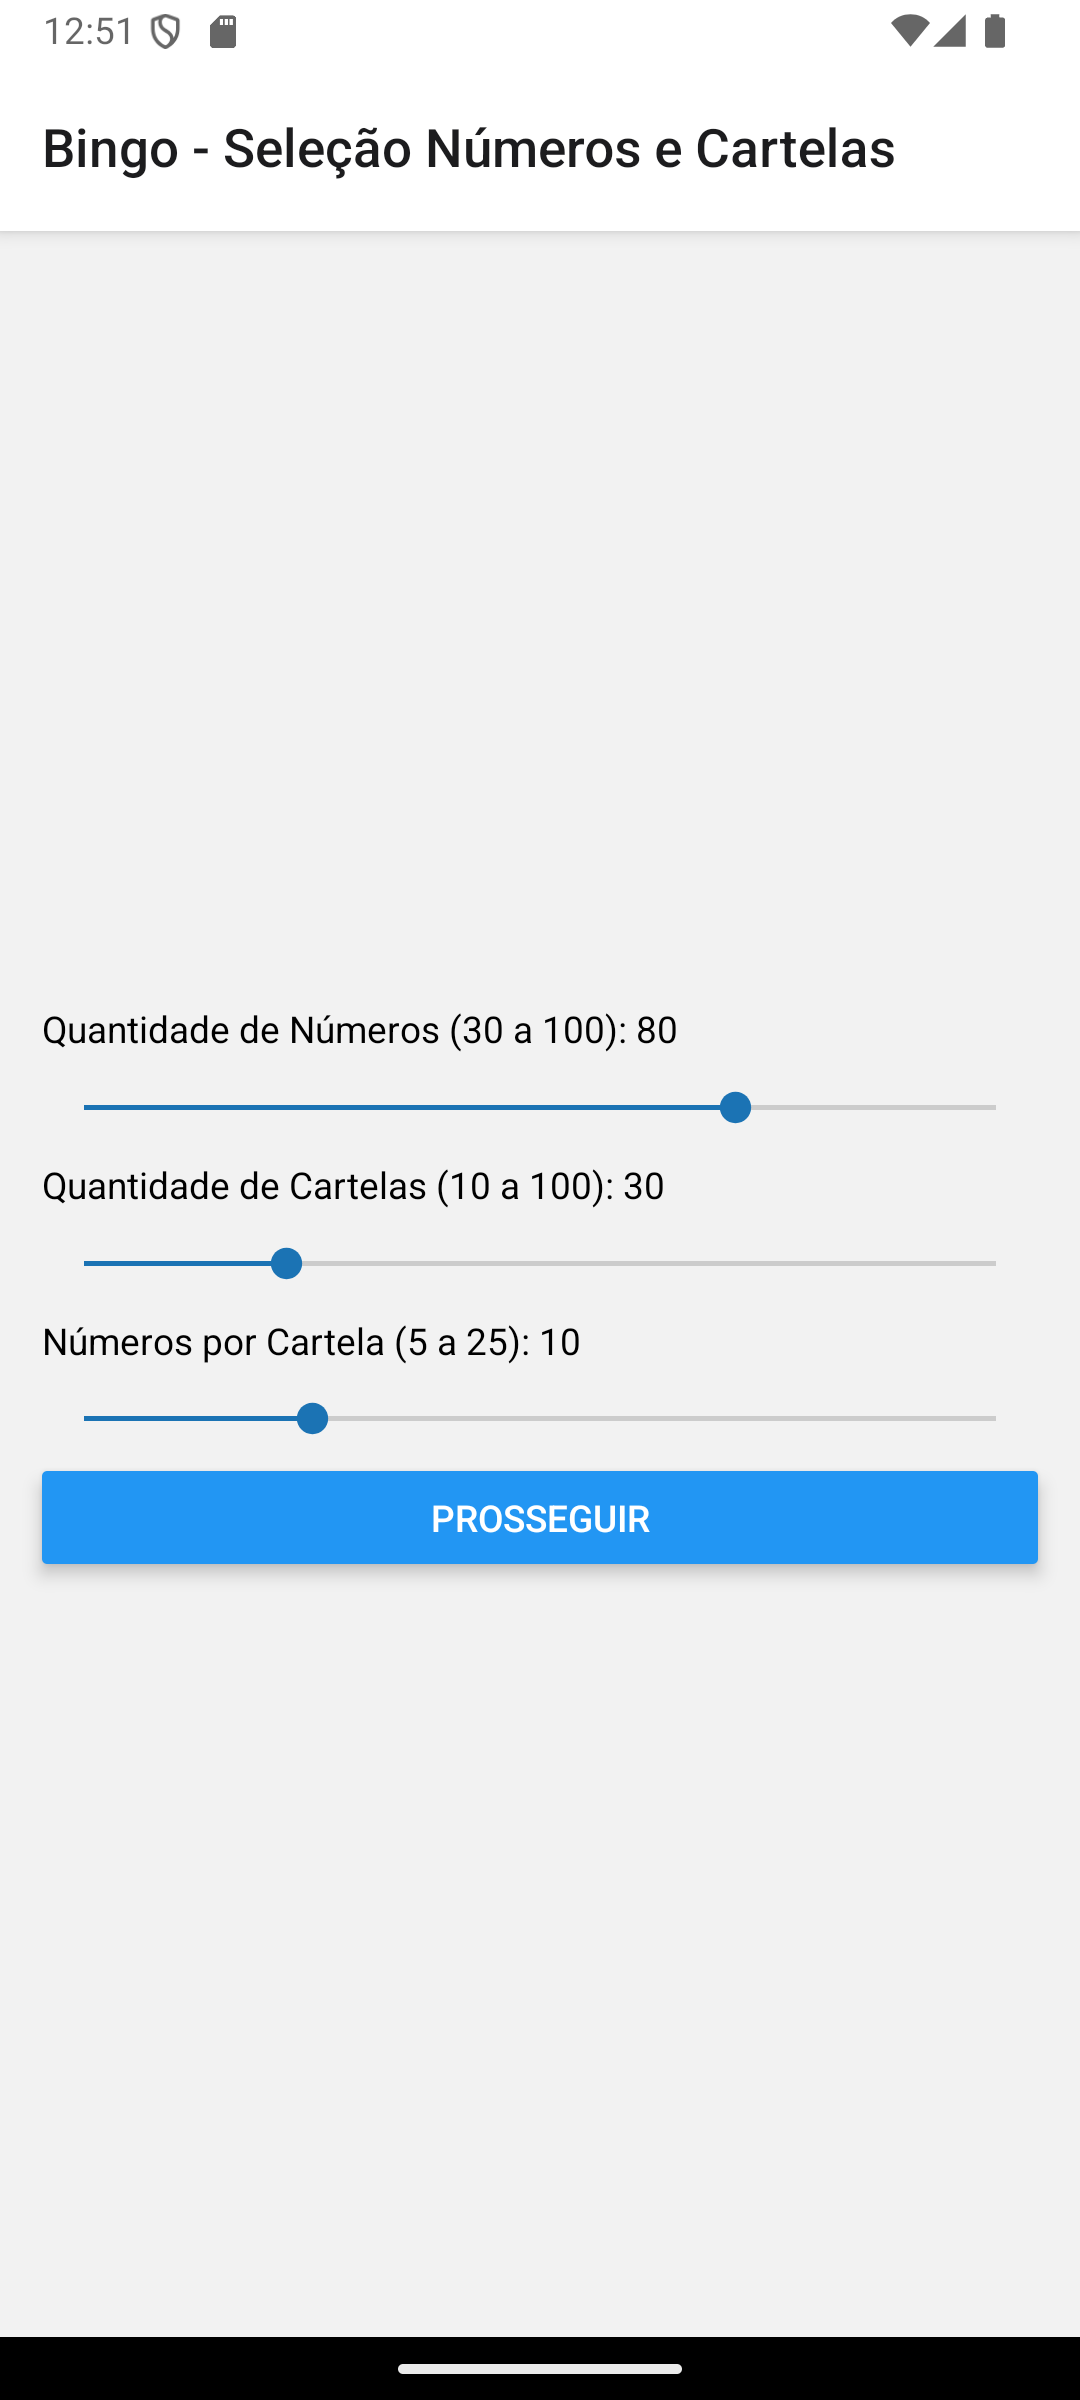 12:51
Bingo - Seleção Números e Cartelas
Quantidade de Números (30 a 100): 80
Quantidade de Cartelas (10 a 100): 30
Números por Cartela (5 a 25): 10
PROSSEGUIR